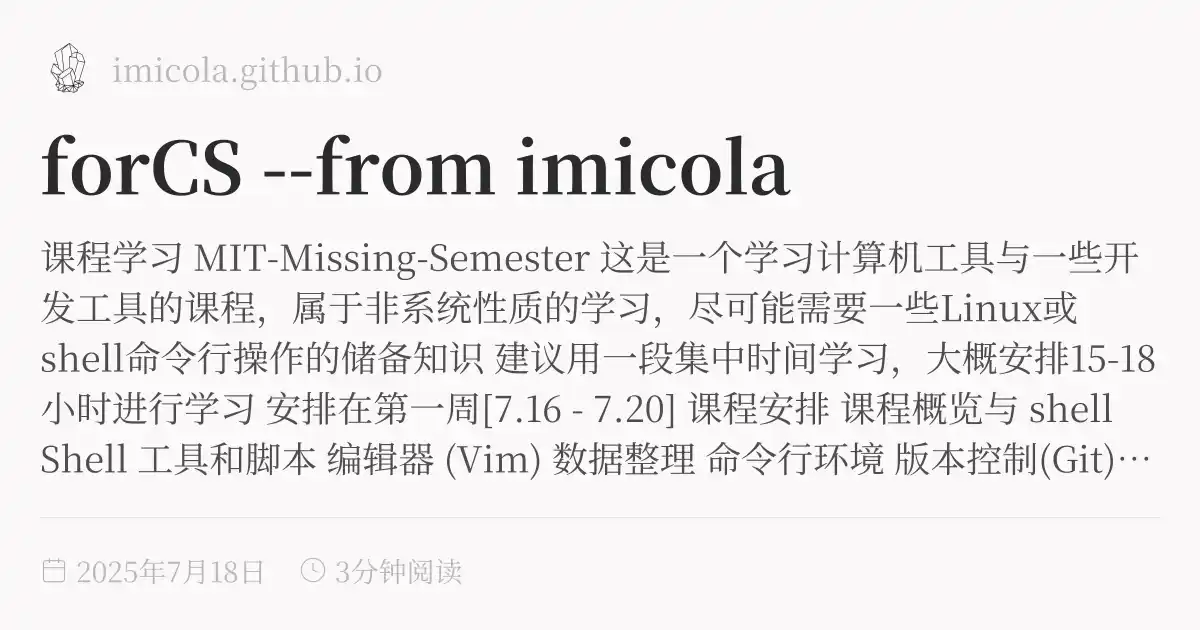 imicola.github.io
forCS --from imicola
课程学习 MIT-Missing-Semester 这是一个学习计算机工具与一些开
发工具的课程，属于非系统性质的学习，尽可能需要一些Linux或
shell命令行操作的储备知识 建议用一段集中时间学习，大概安排15-18
小时进行学习 安排在第一周[7.16 - 7.20] 课程安排 课程概览与 shell
Shell 工具和脚本 编辑器 (Vim) 数据整理 命令行环境 版本控制(Git)…
2025年7月18日
3分钟阅读